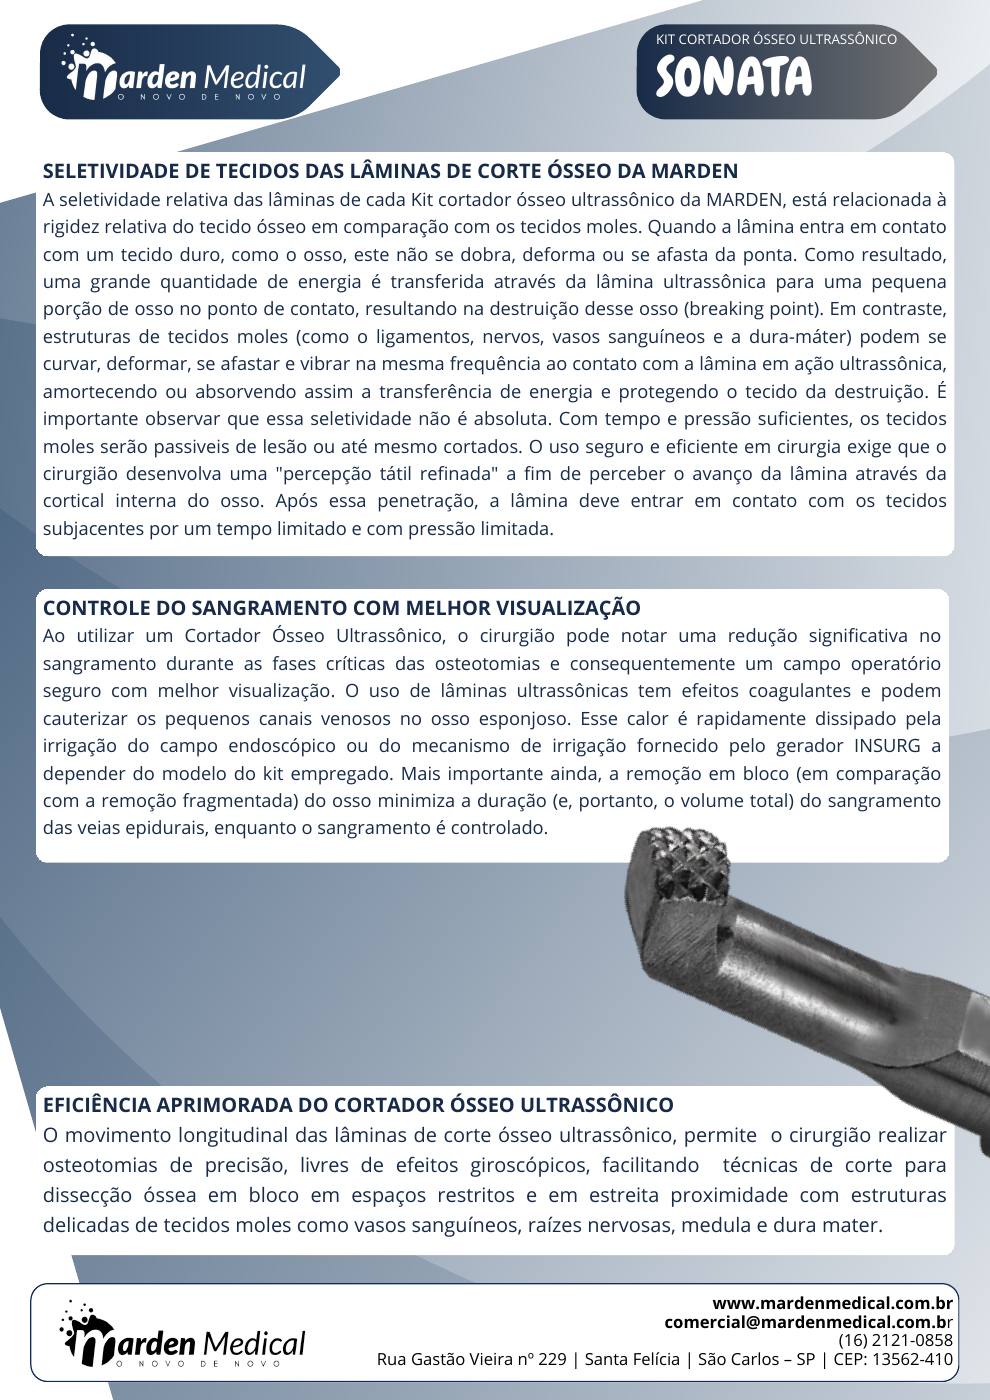 marden Medical
O NOVO DE NOVO
KIT CORTADOR ÓSSEO ULTRASSÔNICO
SONATA
SELETIVIDADE DE TECIDOS DAS LÂMINAS DE CORTE ÓSSEO DA MARDEN
A seletividade relativa das lâminas de cada Kit cortador ósseo ultrassônico da MARDEN, está relacionada à
rigidez relativa do tecido ósseo em comparação com os tecidos moles. Quando a lâmina entra em contato
com um tecido duro, como o osso, este não se dobra, deforma ou se afasta da ponta. Como resultado,
uma grande quantidade de energia é transferida através da lâmina ultrassônica para uma pequena
porção de osso no ponto de contato, resultando na destruição desse osso (breaking point). Em contraste,
estruturas de tecidos moles (como o ligamentos, nervos, vasos sanguíneos e a dura-máter) podem se
curvar, deformar, se afastar e vibrar na mesma frequência ao contato com a lâmina em ação ultrassônica,
amortecendo ou absorvendo assim a transferência de energia e protegendo o tecido da destruição. É
importante observar que essa seletividade não é absoluta. Com tempo e pressão suficientes, os tecidos
moles serão passiveis de lesão ou até mesmo cortados. O uso seguro e eficiente em cirurgia exige que o
cirurgião desenvolva uma "percepção tátil refinada" a fim de perceber o avanço da lâmina através da
cortical interna do osso. Após essa penetração, a lâmina deve entrar em contato com os tecidos
subjacentes por um tempo limitado e com pressão limitada.
CONTROLE DO SANGRAMENTO COM MELHOR VISUALIZAÇÃO
Ao utilizar um Cortador Ósseo Ultrassônico, o cirurgião pode notar uma redução significativa no
sangramento durante as fases críticas das osteotomias e consequentemente um campo operatório
seguro com melhor visualização. O uso de lâminas ultrassônicas tem efeitos coagulantes e podem
cauterizar os pequenos canais venosos no osso esponjoso. Esse calor é rapidamente dissipado pela
irrigação do campo endoscópico ou do mecanismo de irrigação fornecido pelo gerador INSURG a
depender do modelo do kit empregado. Mais importante ainda, a remoção em bloco (em comparação
com a remoção fragmentada) do osso minimiza a duração (e, portanto, o volume total) do sangramento
das veias epidurais, enquanto o sangramento é controlado.
EFICIÊNCIA APRIMORADA DO CORTADOR ÓSSEO ULTRASSÔNICO
O movimento longitudinal das lâminas de corte ósseo ultrassônico, permite o cirurgião realizar
osteotomias de precisão, livres de efeitos giroscópicos, facilitando técnicas de corte para
dissecção óssea em bloco em espaços restritos e em estreita proximidade com estruturas
delicadas de tecidos moles como vasos sanguíneos, raízes nervosas, medula e dura mater.
marden Medical
O NOVO DE NOVO
www.mardenmedical.com.br
comercial@mardenmedical.com.br
(16) 2121-0858
Rua Gastão Vieira nº 229 | Santa Felícia | São Carlos – SP | CEP: 13562-410